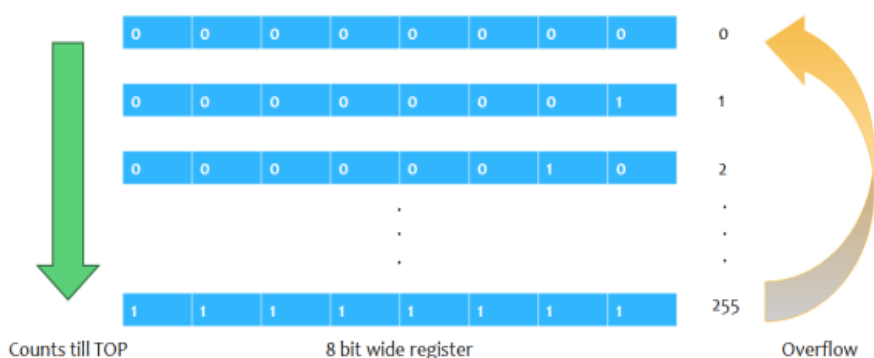 0 0 0 0 0 0 0 0 0
0 0 0 0 0 0 0 1 1
0 0 0 0 0 0 1 0 2
. .
. .
. .
1 1 1 1 1 1 1 1 255
Counts till TOP 8 bit wide register Overflow